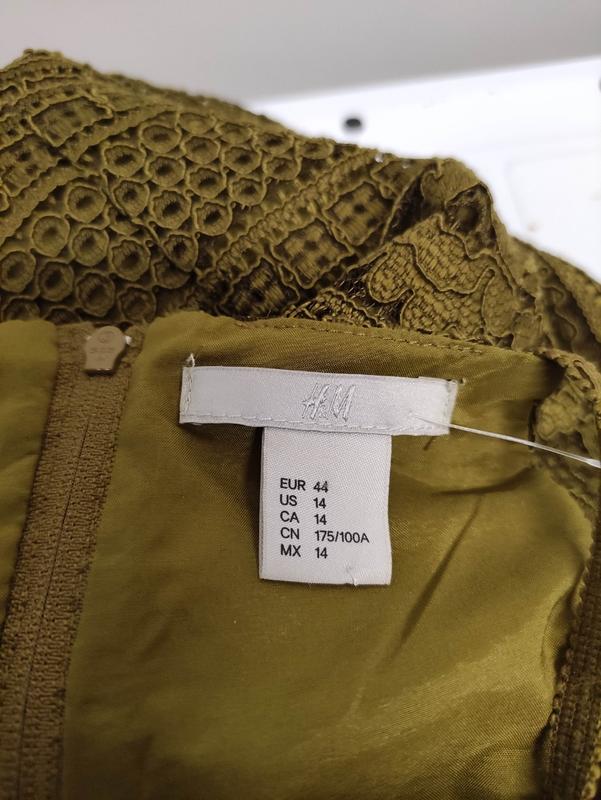 H&M
EUR 44
US 14
CA 14
CN 175/100A
MX 14